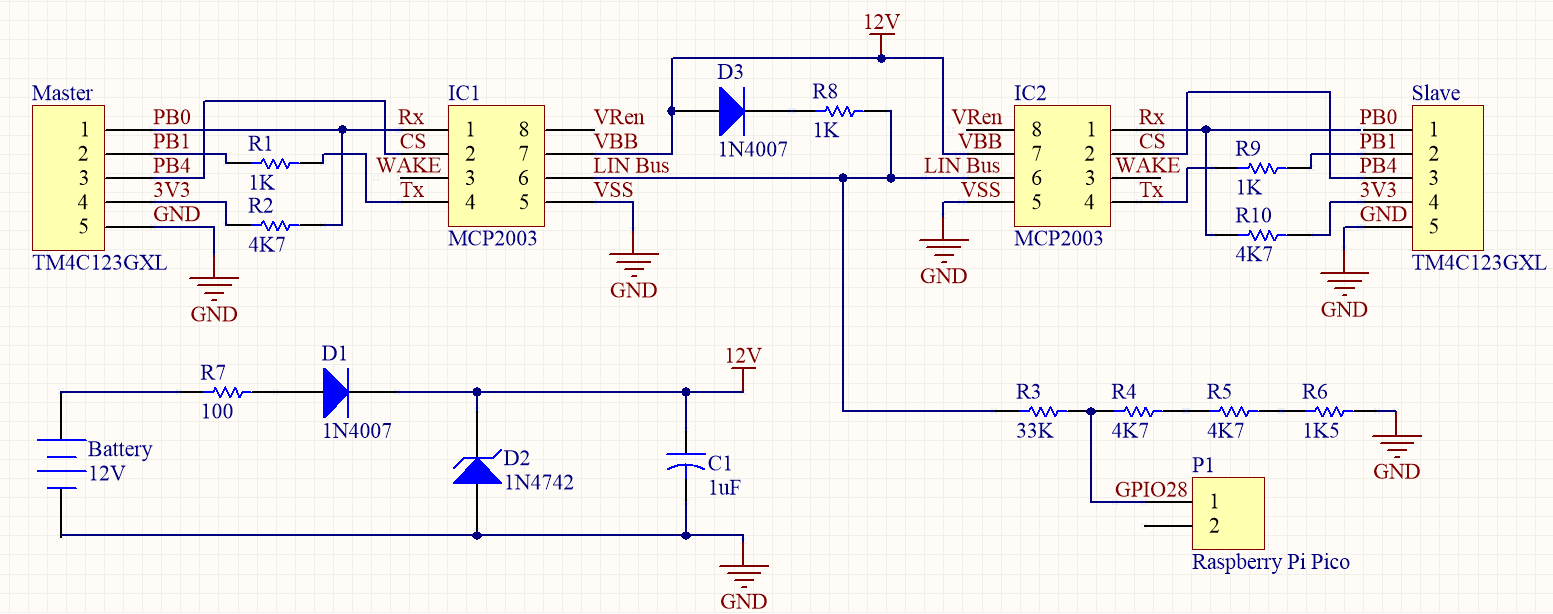 12V
Master
PB0
1
PB1
2
PB4
3
3V3
4
GND
5
TM4C123GXL
R1
1K
R2
4K7
GND
IC1
Rx
1
8
VRen
CS
2
7
VBB
WAKE
3
6
LIN Bus
Tx
4
5
VSS
MCP2003
GND
D3
1N4007
R8
1K
IC2
VRen
8
1
Rx
VBB
7
2
CS
LIN Bus
6
3
WAKE
VSS
5
4
Tx
MCP2003
GND
R9
1K
R10
4K7
Slave
PB0
1
PB1
2
PB4
3
3V3
4
GND
5
TM4C123GXL
GND
Battery
12V
R7
100
D1
1N4007
D2
1N4742
C1
1uF
12V
GND
R3
33K
R4
4K7
R5
4K7
R6
1K5
GND
P1
GPIO28
1
2
Raspberry Pi Pico